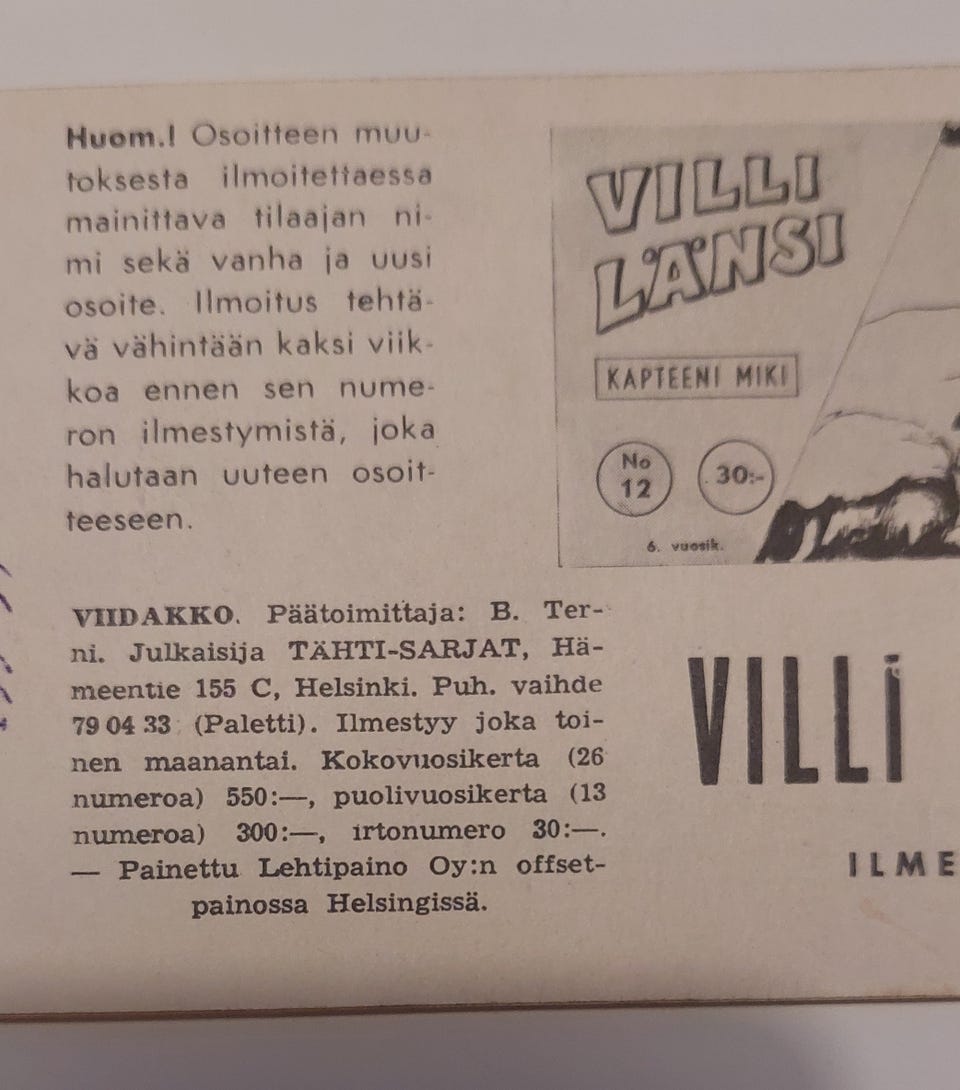 Huom.! Osoitteen muu-
toksesta ilmoitettaessa
mainittava tilaajan ni-
mi sekä vanha ja uusi
osoite. Ilmoitus tehtä-
vä vähintään kaksi viik-
koa ennen sen nume-
ron ilmestymistä, joka
halutaan uuteen osoit-
teeseen.
VIIDAKKO. Päätoimittaja: B. Ter-
ni. Julkaisija TÄHTI-SARJAT, Hä-
meentie 155 C, Helsinki. Puh. vaihde
79 04 33 (Paletti). Ilmestyy joka toi-
nen maanantai. Kokovuosikerta (26
numeroa) 550:—, puolivuosikerta (13
numeroa) 300:—, irtonumero 30:—.
— Painettu Lehtipaino Oy:n offset-
painossa Helsingissä.
VILLI
LÄNSI
KAPTEENI MIKI
No
12
30:-
6. vuosik.
VILLI
ILME